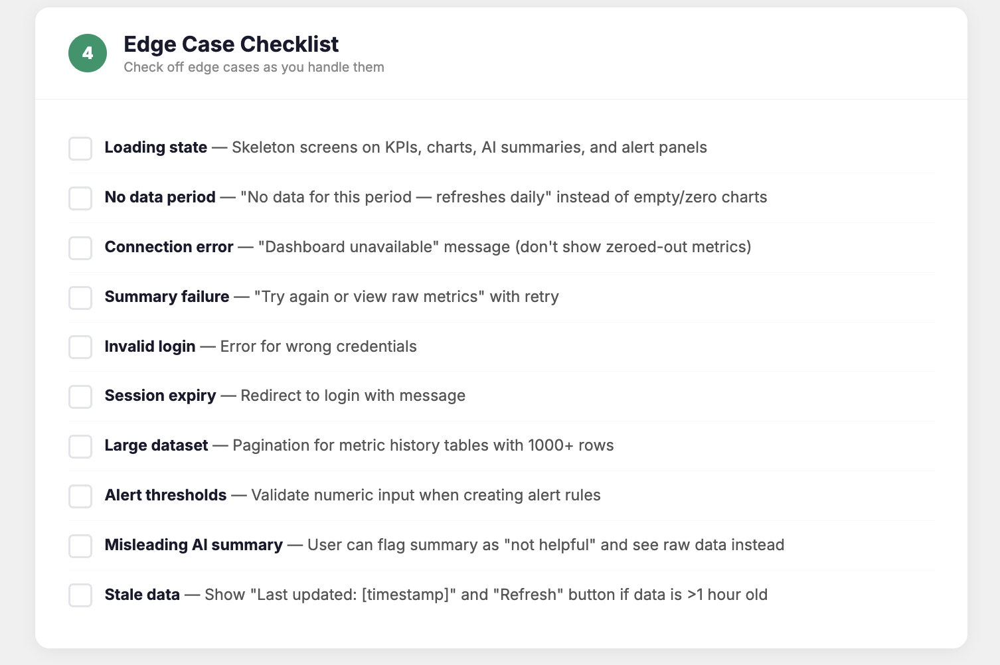 4
Edge Case Checklist
Check off edge cases as you handle them
Loading state — Skeleton screens on KPIs, charts, AI summaries, and alert panels
No data period — "No data for this period — refreshes daily" instead of empty/zero charts
Connection error — "Dashboard unavailable" message (don't show zeroed-out metrics)
Summary failure — "Try again or view raw metrics" with retry
Invalid login — Error for wrong credentials
Session expiry — Redirect to login with message
Large dataset — Pagination for metric history tables with 1000+ rows
Alert thresholds — Validate numeric input when creating alert rules
Misleading AI summary — User can flag summary as "not helpful" and see raw data instead
Stale data — Show "Last updated: [timestamp]" and "Refresh" button if data is >1 hour old